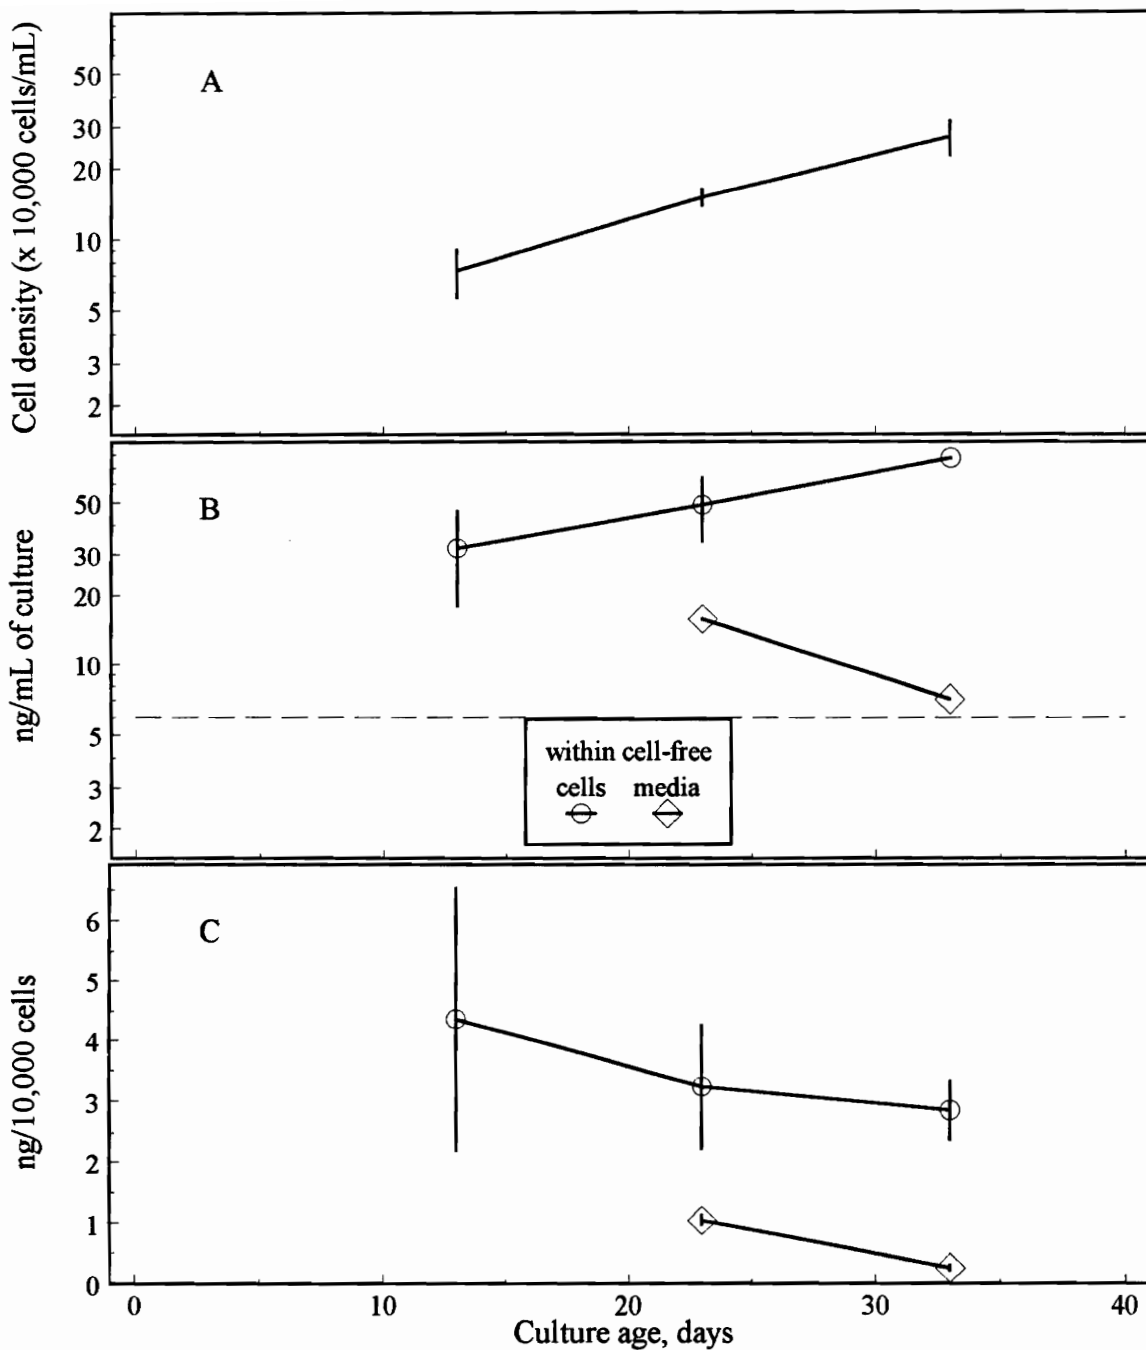 Cell density (x 10,000 cells/mL)
50
30
20
10
5
3
2
A
ng/mL of culture
50
30
20
10
5
3
2
B
within cell-free
cells media
ng/10,000 cells
6
5
4
3
2
1
0
C
0 10 20 30 40
Culture age, days